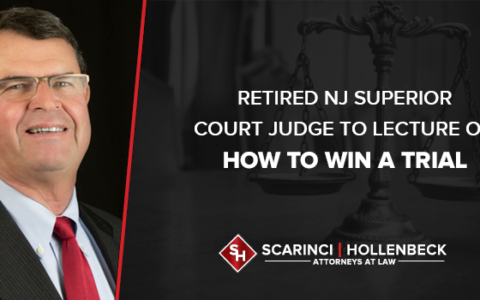 RETIRED NJ SUPERIOR
COURT JUDGE TO LECTURE O
HOW TO WIN A TRIAL
SH
SCARINCI | HOLLENBECK
ATTORNEYS AT LAW